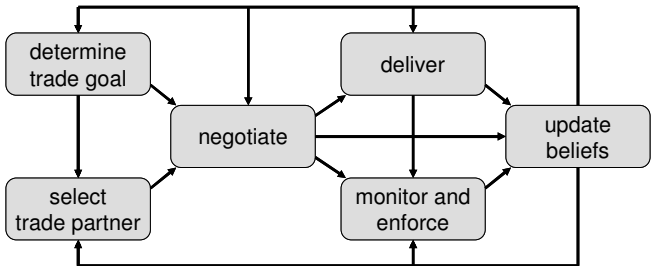 determine
trade goal
deliver
negotiate
update
beliefs
select
trade partner
monitor and
enforce